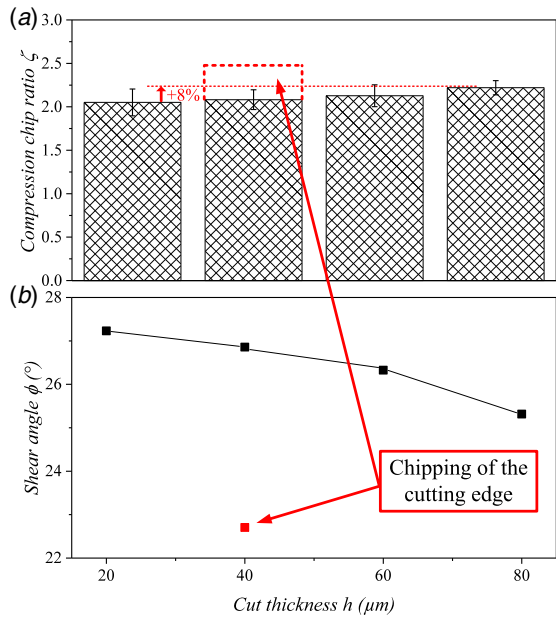 (a)
3.0
2.5
2.0
1.5
1.0
0.5
0.0
Compression chip ratio ζ
+8%
(b)
28
26
24
22
Shear angle ϕ (°)
Chipping of the
cutting edge
20
40
60
80
Cut thickness h (μm)